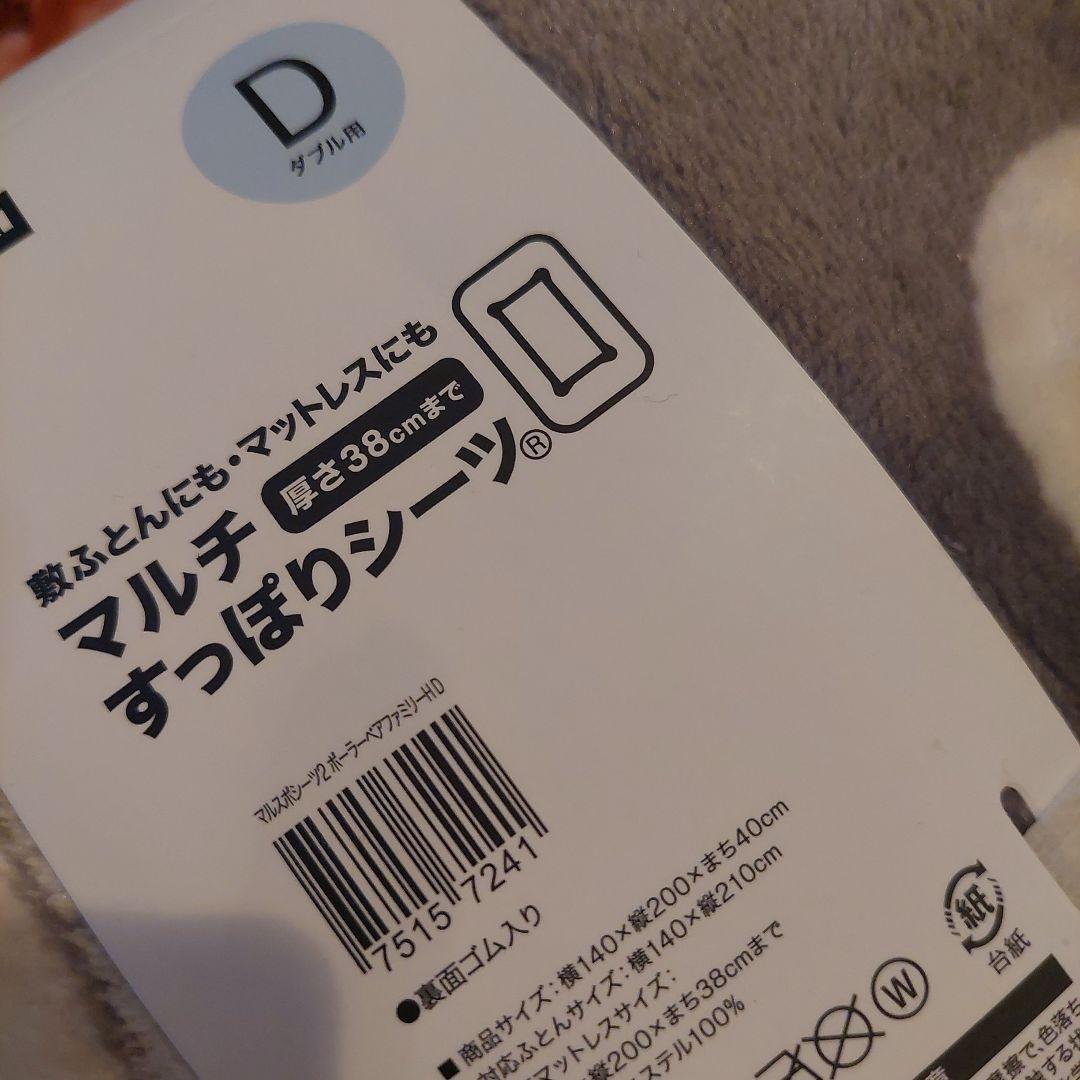 D
ダブル用
敷ふとんにも・マットレスにも
マルチ 厚さ38cmまで
すっぽりシーツ®
マルスポシーツ2 ポーラーベアファミリーH D
7515 7241
●裏面ゴム入り
■商品サイズ：横140×縦200×まち40cm
対応ふとんサイズ：横140×縦210cm
マットレスサイズ：
縦200×まち38cmまで
ステル100%
紙
台紙
W
摩擦で、色落ち